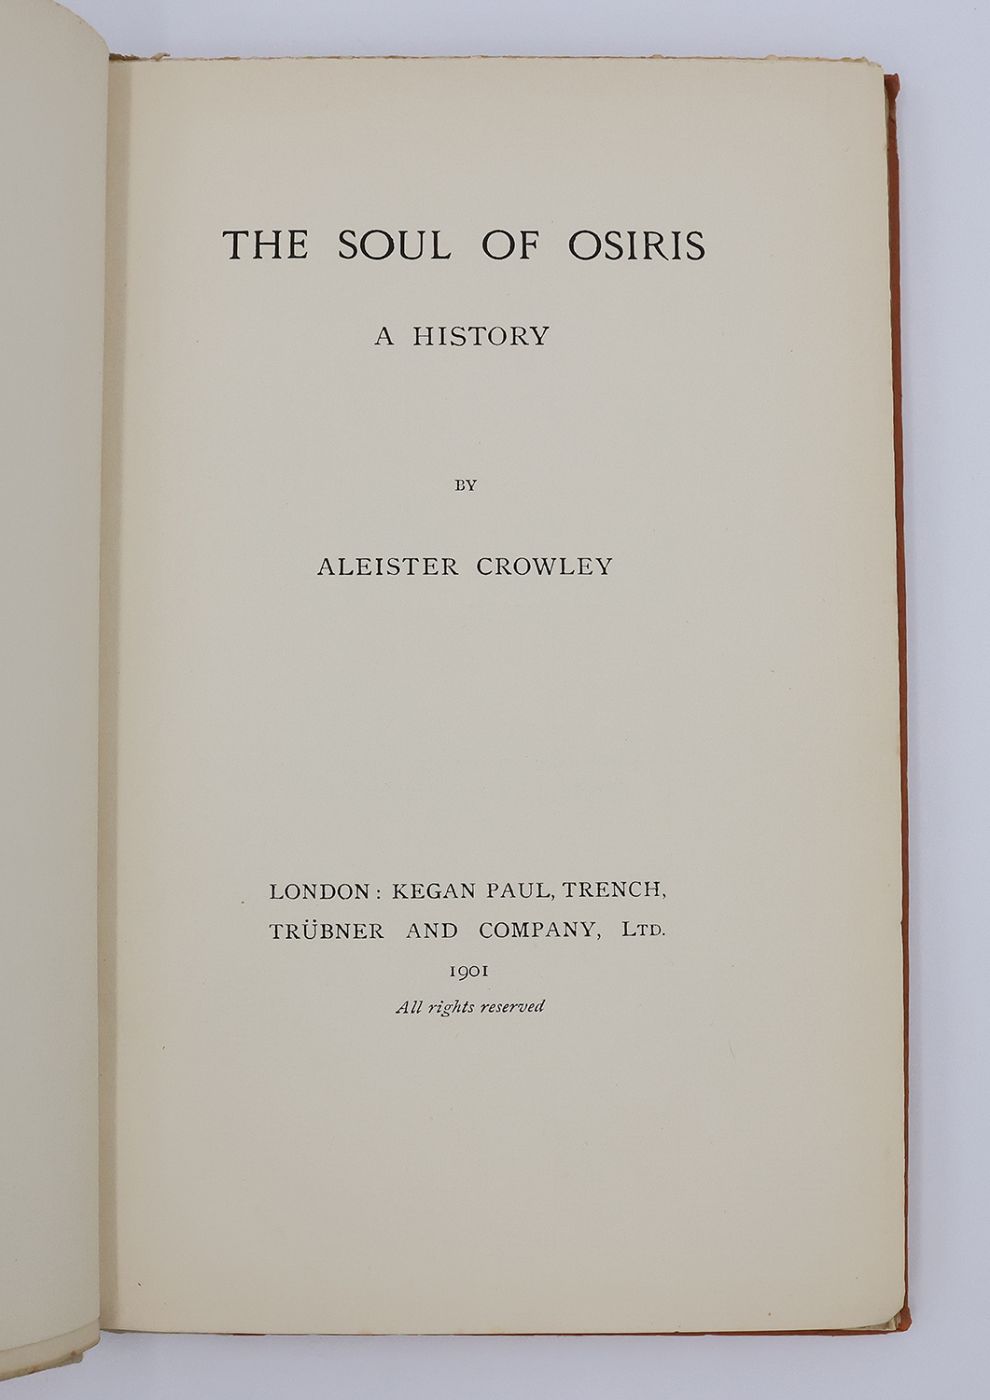 THE SOUL OF OSIRIS
A HISTORY
BY
ALEISTER CROWLEY
LONDON: KEGAN PAUL, TRENCH,
TRÜBNER AND COMPANY, LTD.
1901
All rights reserved